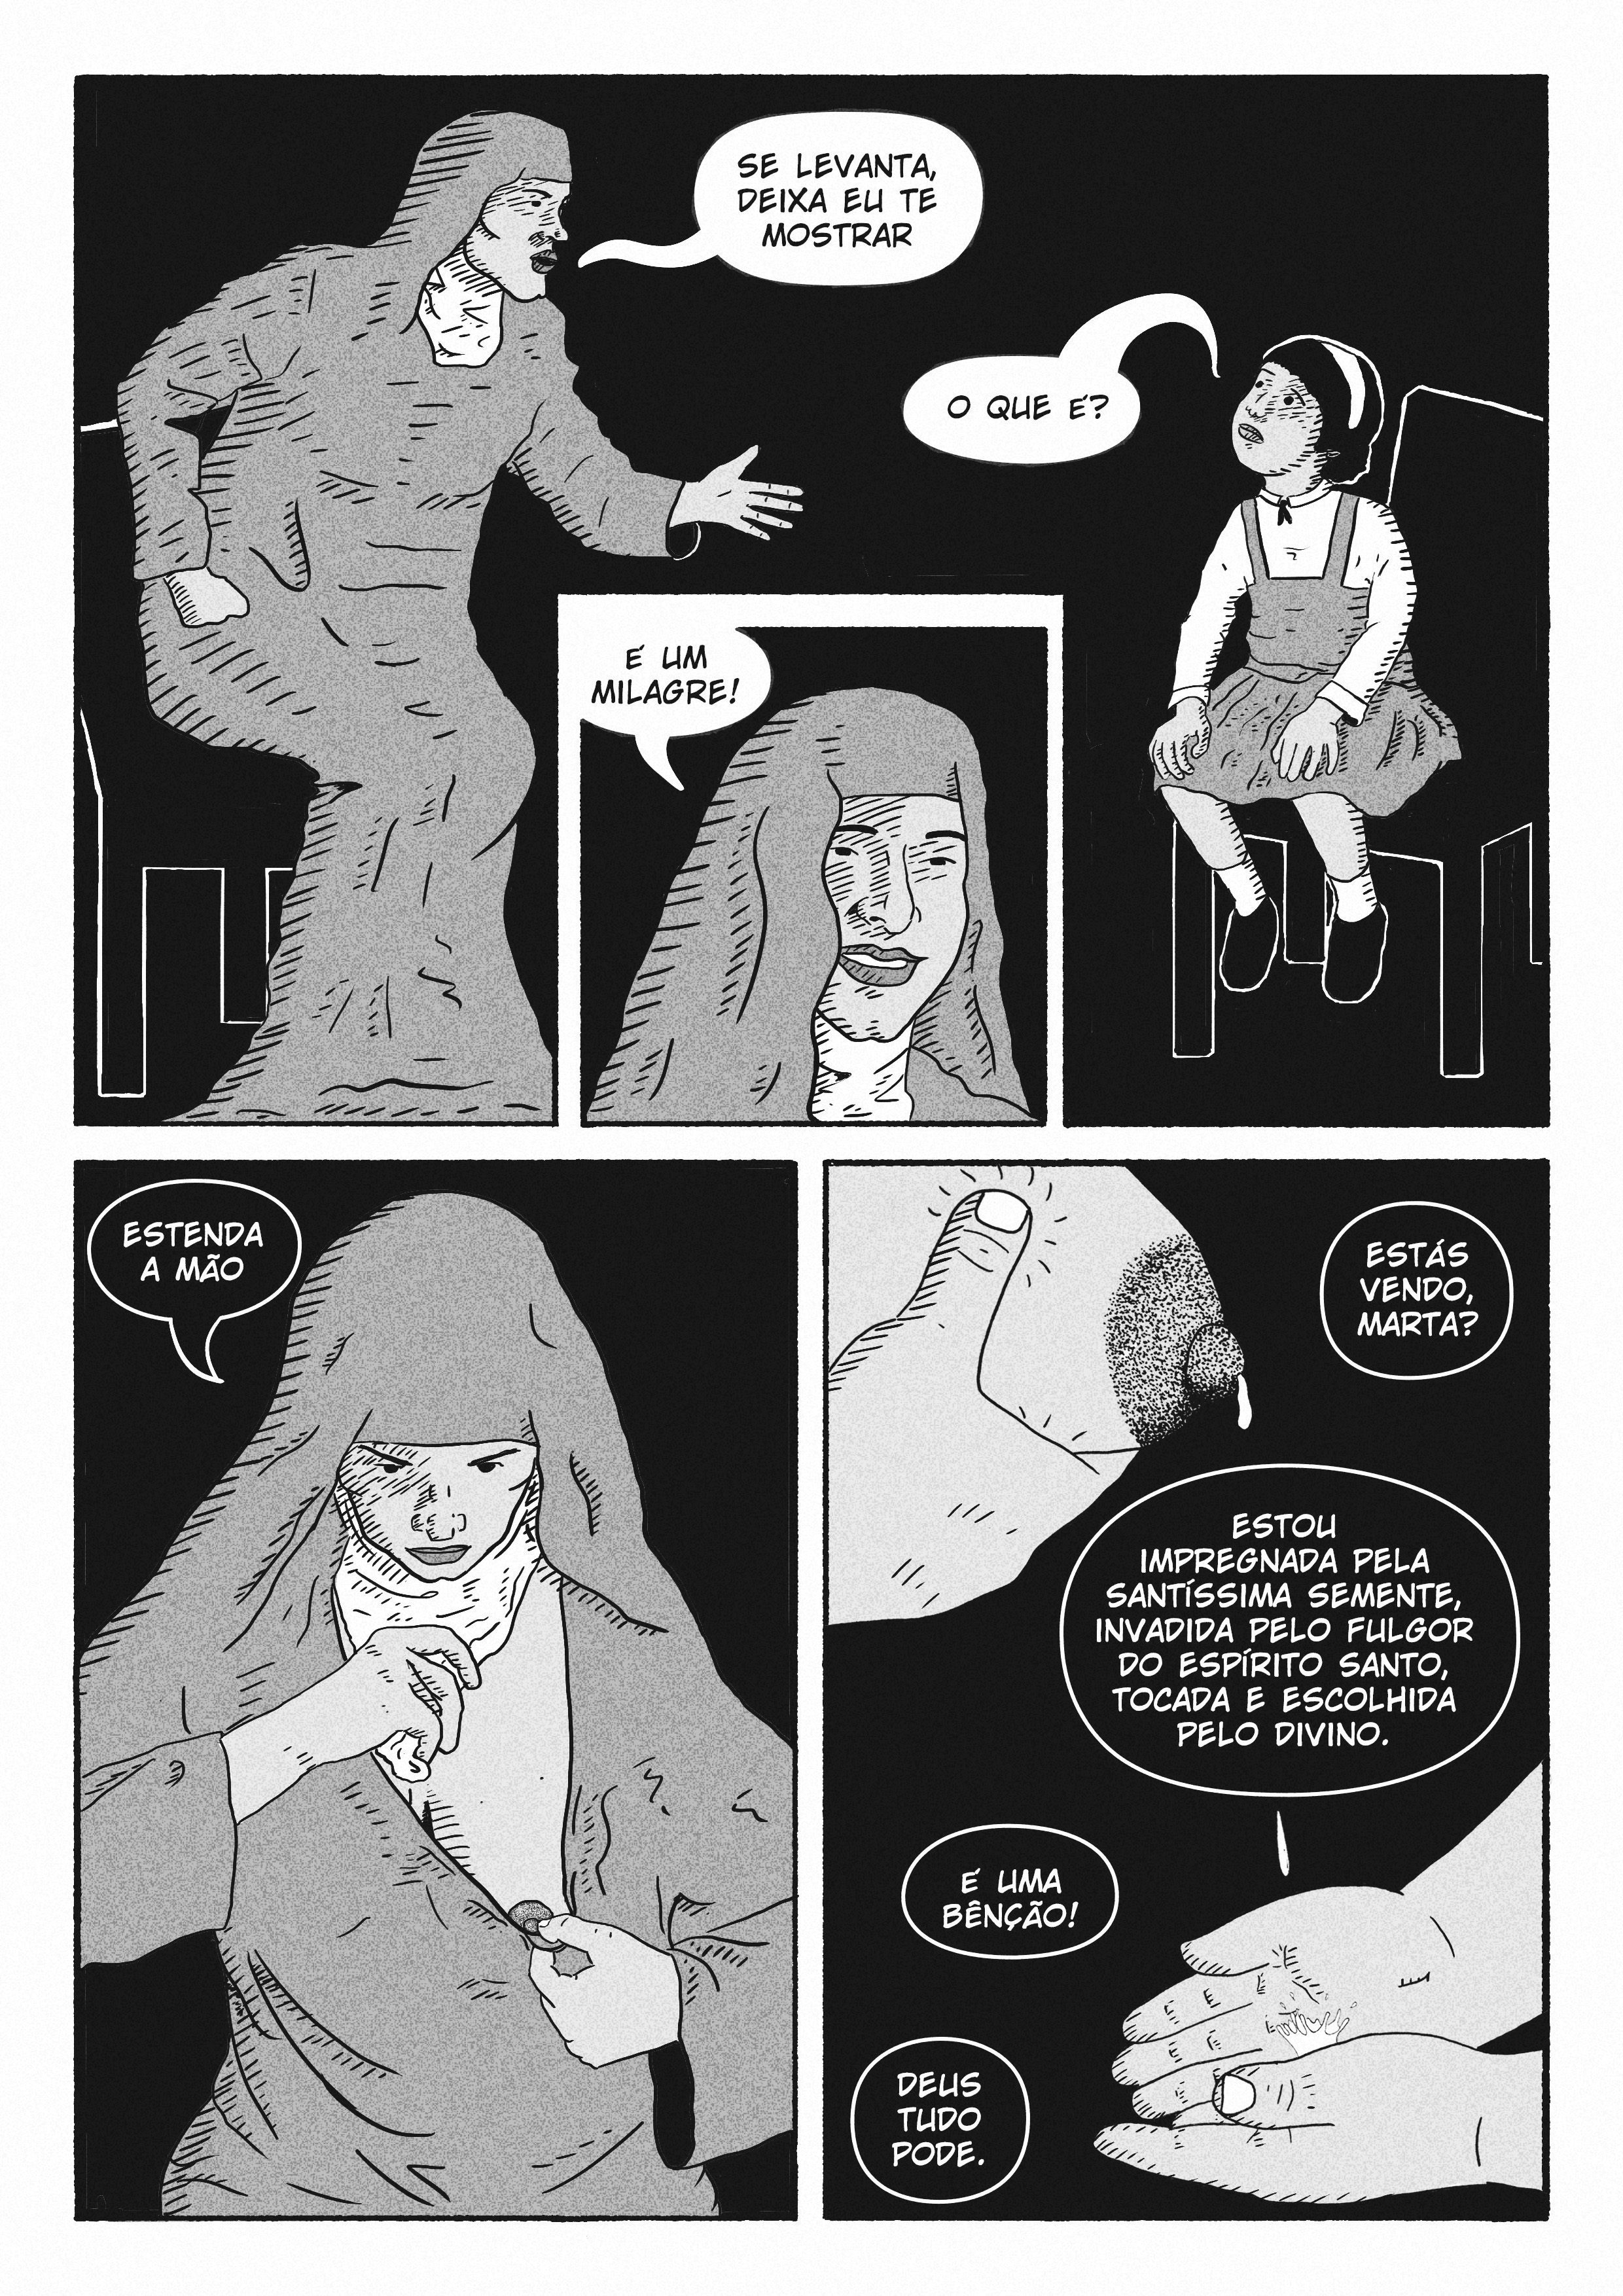 SE LEVANTA,
DEIXA EU TE
MOSTRAR
O QUE É?
É UM
MILAGRE!
ESTENDA
A MÃO
ESTÁS
VENDO,
MARTA?
ESTOU
IMPREGNADA PELA
SANTÍSSIMA SEMENTE,
INVADIDA PELO FULGOR
DO ESPÍRITO SANTO,
TOCADA E ESCOLHIDA
PELO DIVINO.
É UMA
BÊNÇÃO!
DEUS
TUDO
PODE.